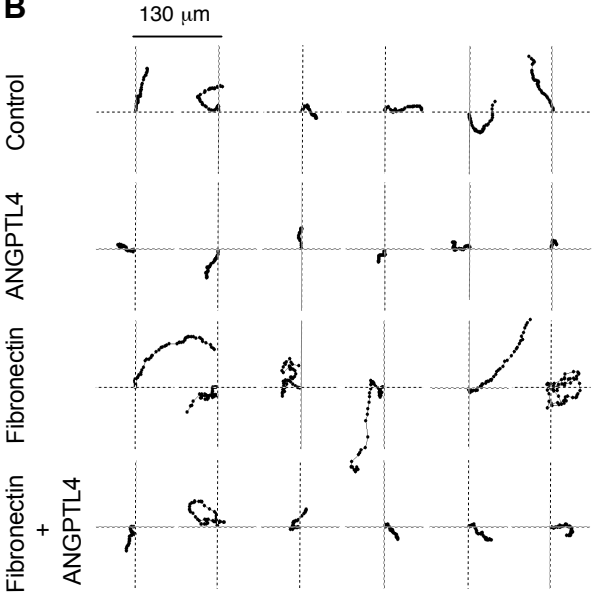 B
130 μm
Control
ANGPTL4
Fibronectin
Fibronectin
+
ANGPTL4